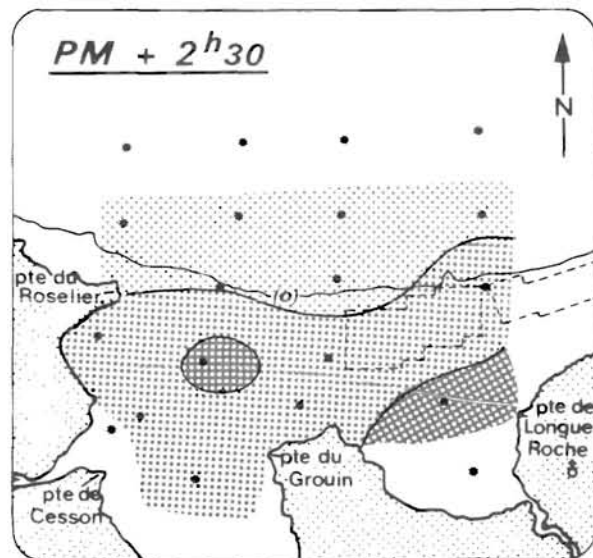 PM + 2h30
N
pte du
Roselier
(o)
pte de
Longue
Roche
pte du
Grouin
pte de
Cesson